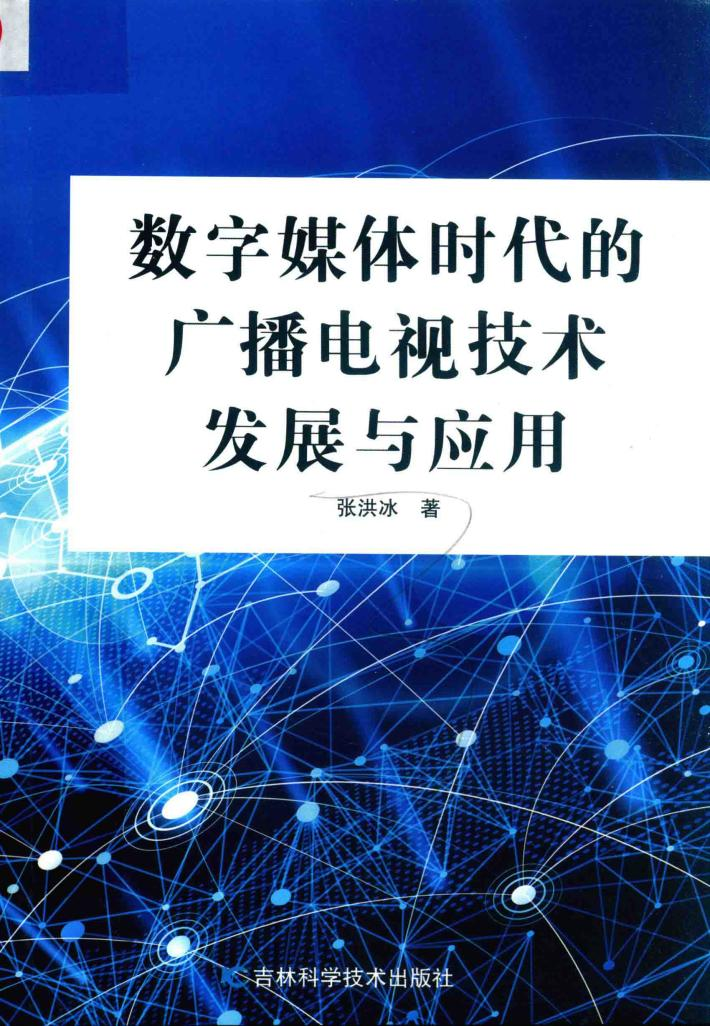 数字媒体时代的
广播电视技术
发展与应用
张洪冰 著
吉林科学技术出版社